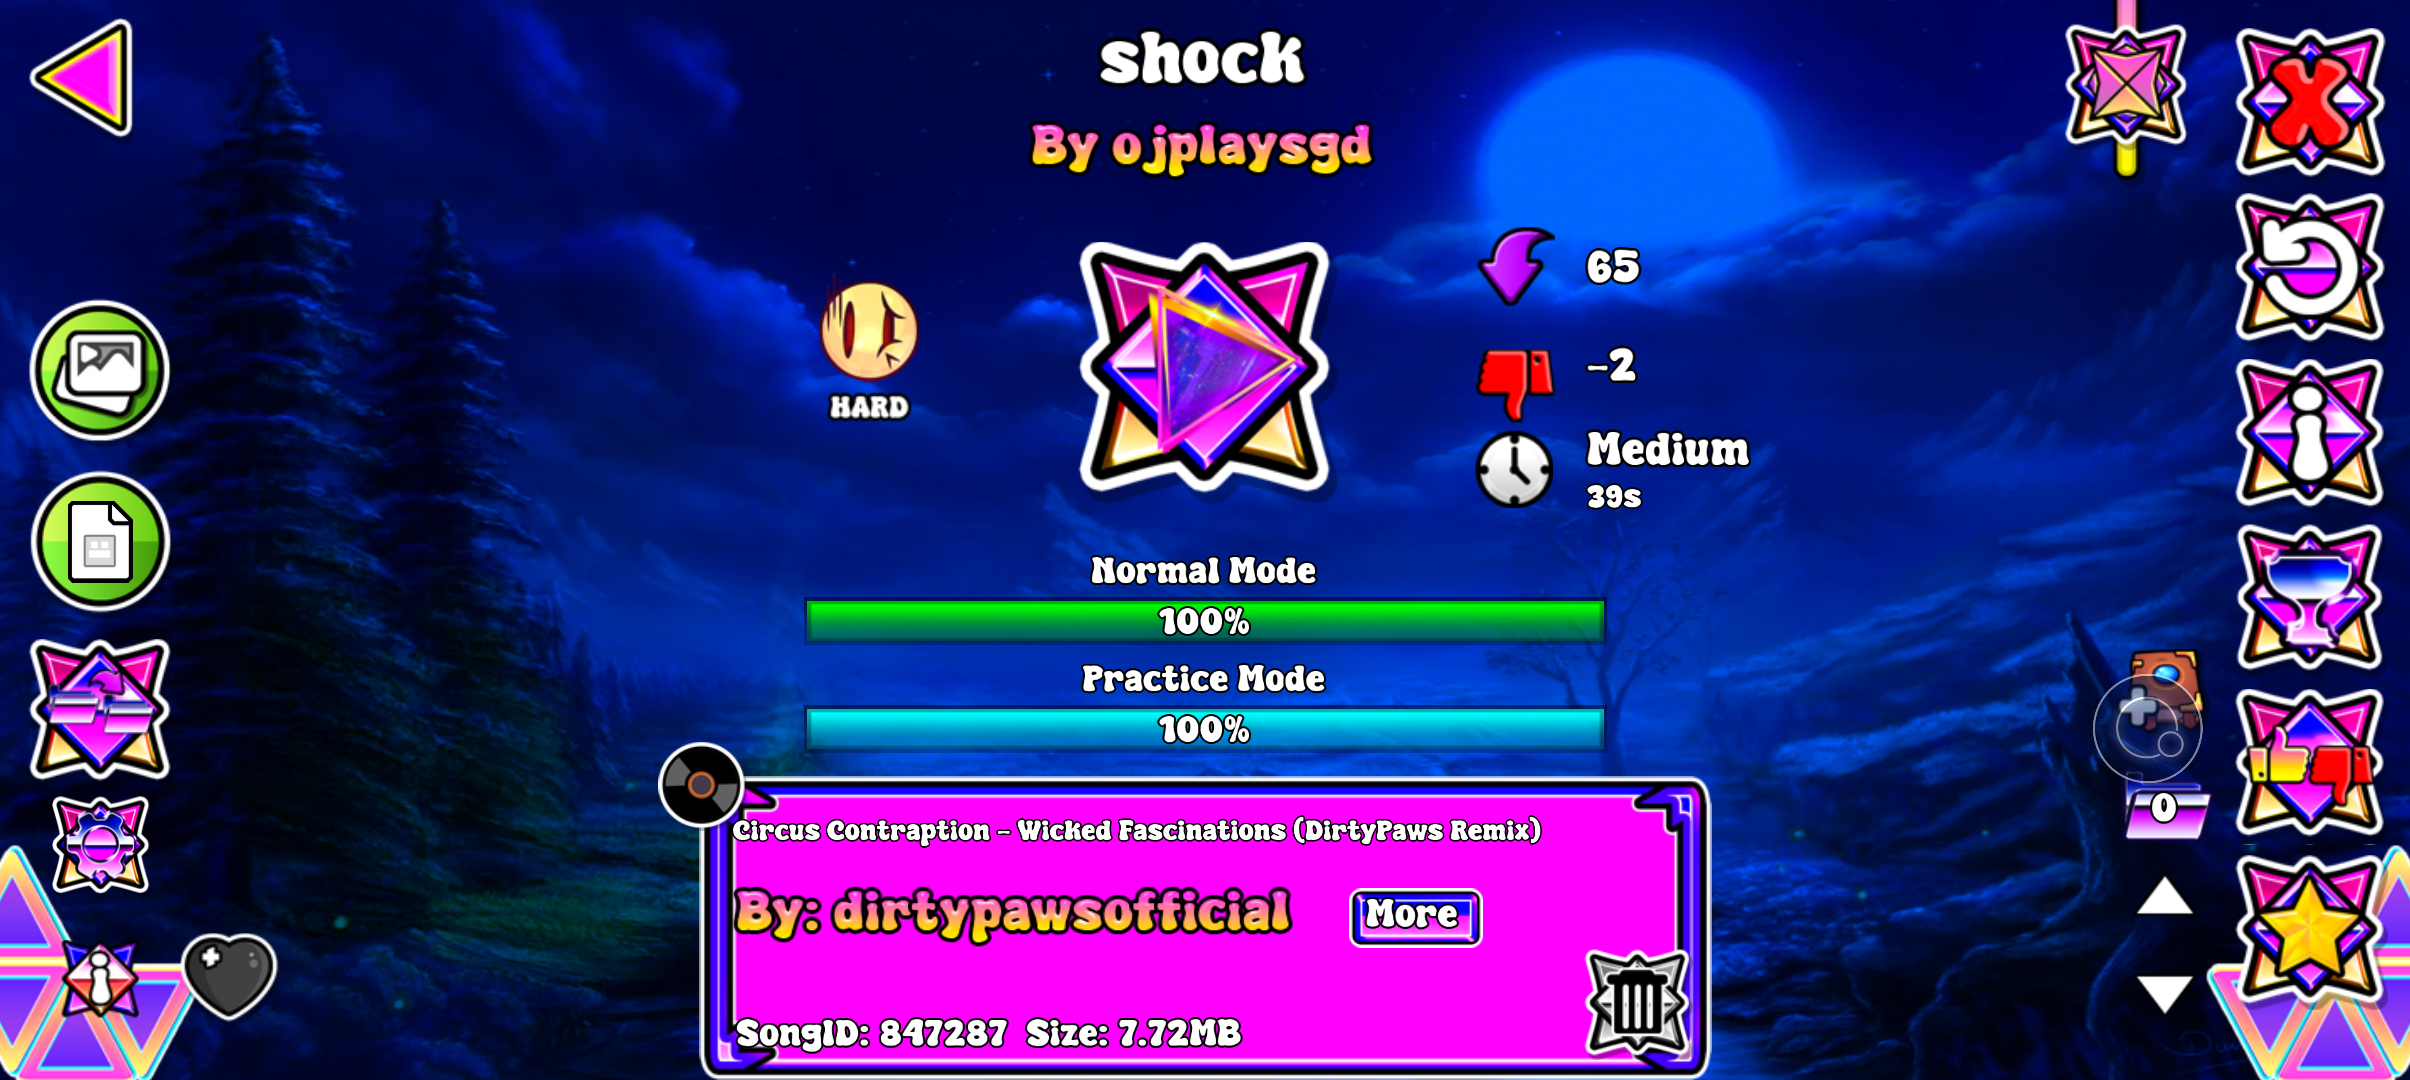 shock
By ojplaysgd
65
-2
HARD
Medium
39s
Normal Mode
100%
Practice Mode
100%
Circus Contraption - Wicked Fascinations (DirtyPaws Remix)
By: dirtypawsofficial
More
SongID: 847287 Size: 7.72MB
0